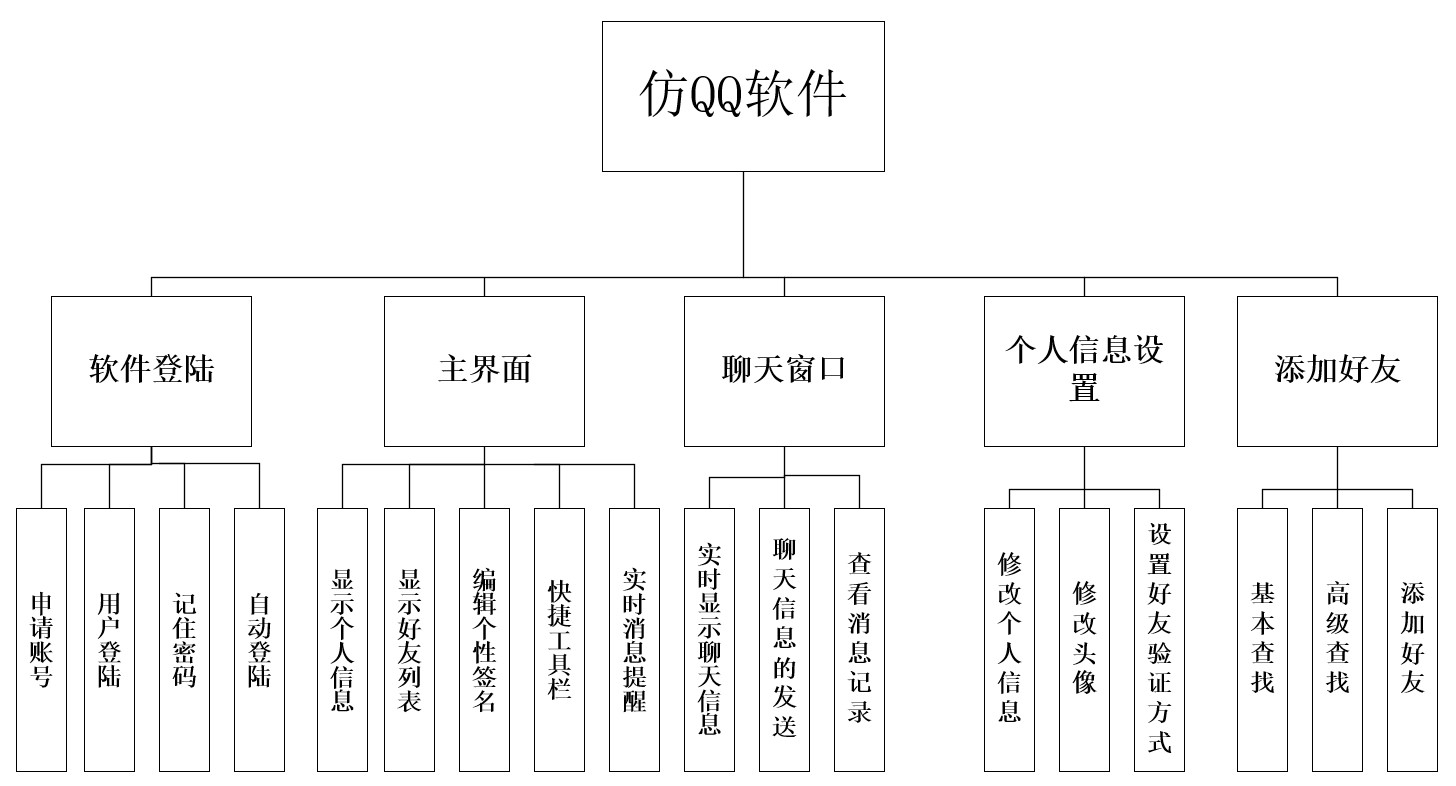 仿QQ软件
软件登陆
主界面
聊天窗口
个人信息设
置
添加好友
申请账号
用户登陆
记住密码
自动登陆
显示个人信息
显示好友列表
编辑个性签名
快捷工具栏
实时消息提醒
实时显示聊天信息
聊天信息的发送
查看消息记录
修改个人信息
修改头像
设置好友验证方式
基本查找
高级查找
添加好友